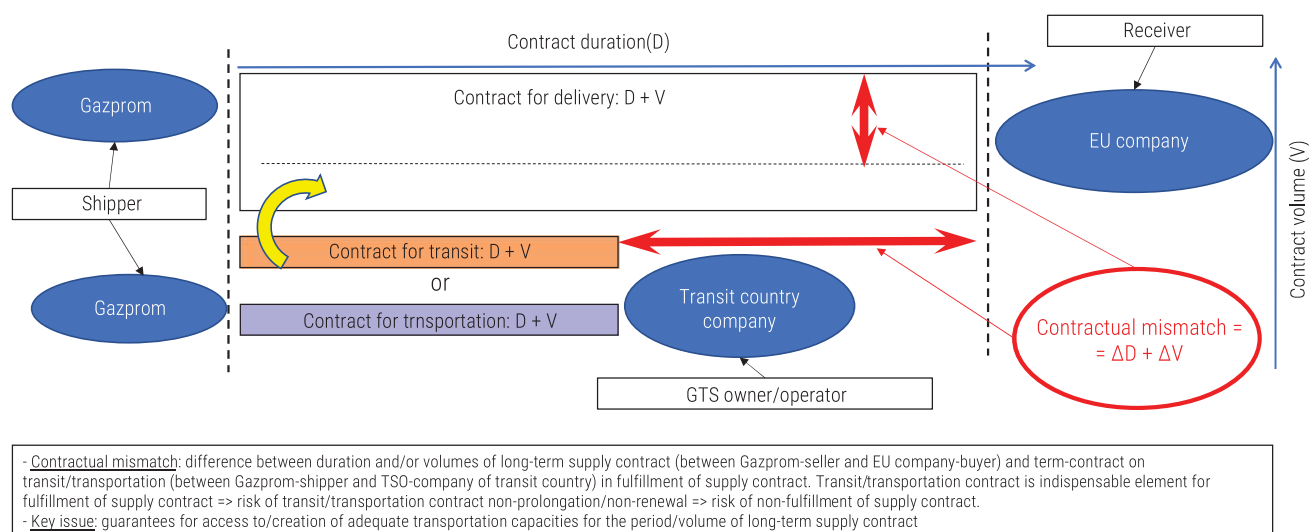 Contract duration(D)
Receiver
Gazprom
Contract for delivery: D + V
EU company
Shipper
Contract volume (V)
Contract for transit: D + V
or
Gazprom
Contract for trnsportation: D + V
Transit country
company
Contractual mismatch =
= ΔD + ΔV
GTS owner/operator
- Contractual mismatch: difference between duration and/or volumes of long-term supply contract (between Gazprom-seller and EU company-buyer) and term-contract on
transit/transportation (between Gazprom-shipper and TSO-company of transit country) in fulfillment of supply contract. Transit/transportation contract is indispensable element for
fulfillment of supply contract => risk of transit/transportation contract non-prolongation/non-renewal => risk of non-fulfillment of supply contract.
- Key issue: guarantees for access to/creation of adequate transportation capacities for the period/volume of long-term supply contract